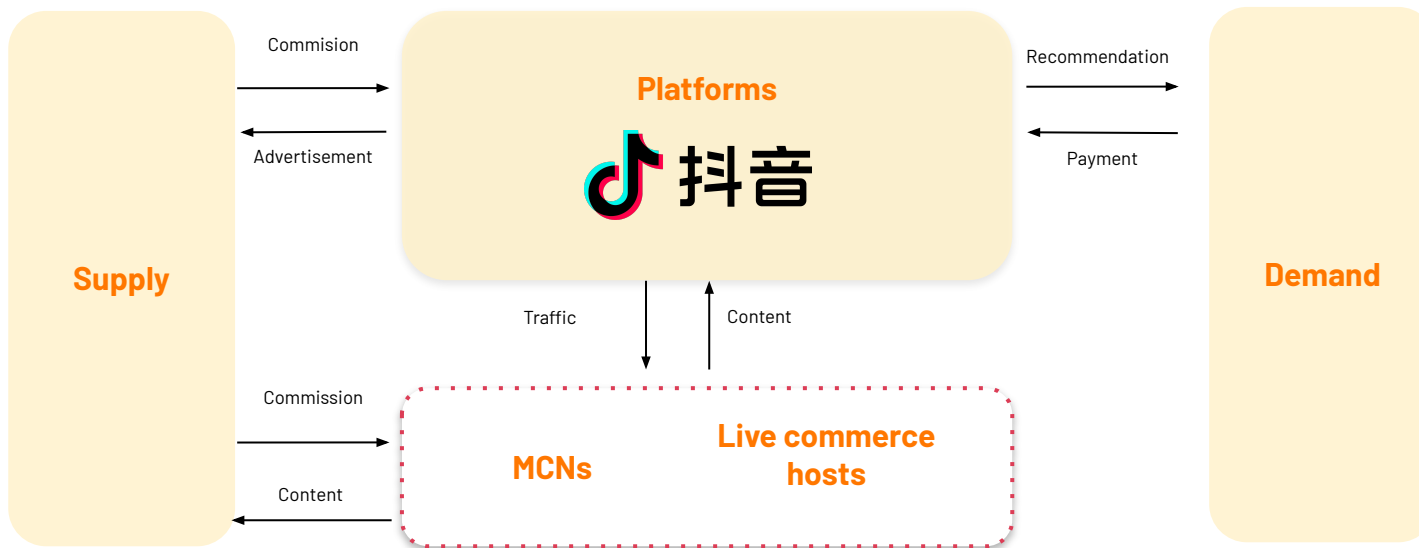 Commision
Platforms
Recommendation
抖音
Advertisement
Payment
Supply
Demand
Traffic
Content
Commission
Live commerce
hosts
MCNs
Content